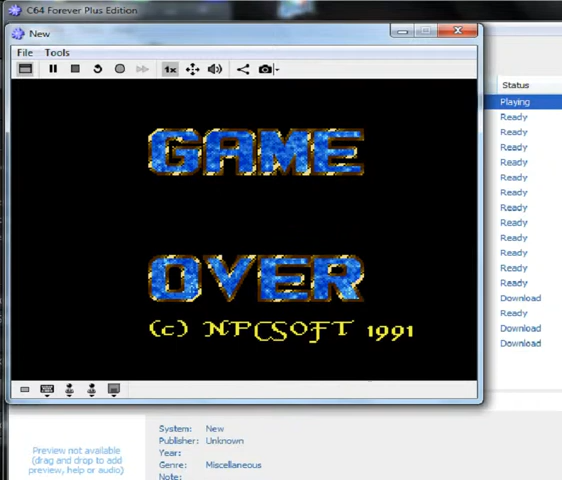 C64 Forever Plus Edition
New
File Tools
1x
GAME
OVER
(c) NPCSOFT 1991
Status
Playing
Ready
Ready
Ready
Ready
Ready
Ready
Ready
Ready
Ready
Ready
Ready
Ready
Download
Ready
Download
Download
Preview not available
(drag and drop to add
preview, help or audio)
System: New
Publisher: Unknown
Year:
Genre: Miscellaneous
Note: